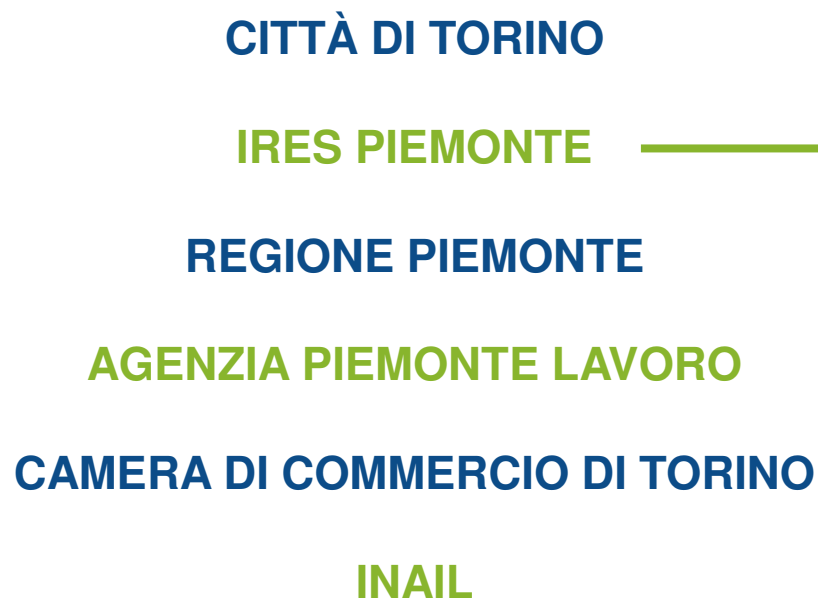 CITTÀ DI TORINO
IRES PIEMONTE
REGIONE PIEMONTE
AGENZIA PIEMONTE LAVORO
CAMERA DI COMMERCIO DI TORINO
INAIL